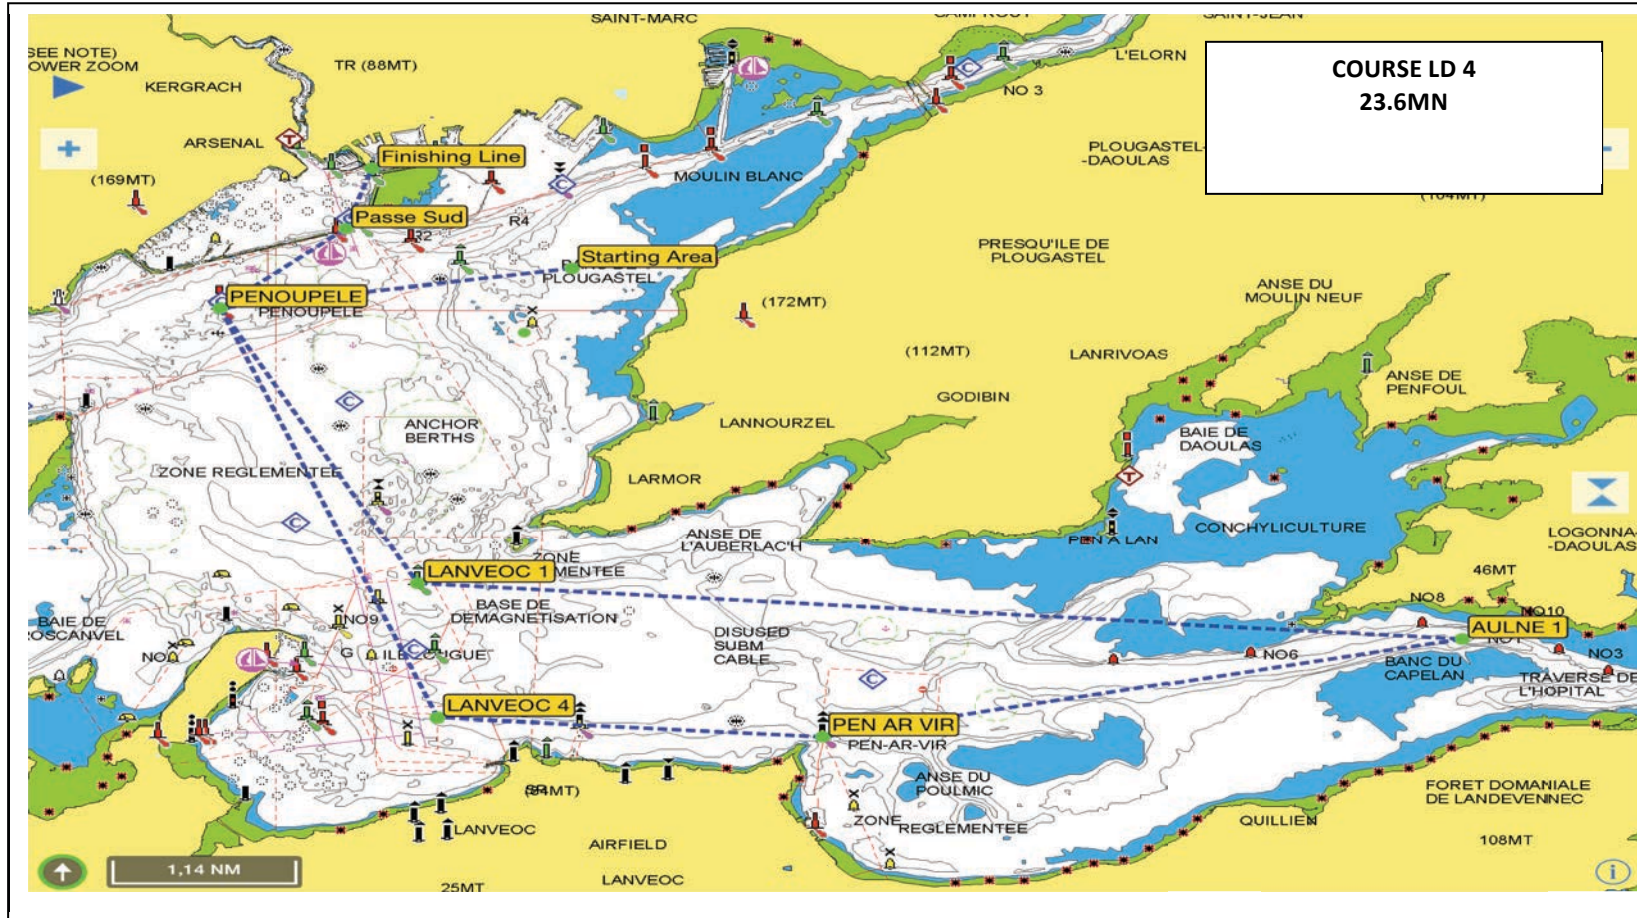 SAINT-MARC
SAINT-JEAN
SEE NOTE)
OWER ZOOM
TR (88MT)
L'ELORN
COURSE LD 4
23.6MN
KERGRACH
NO 3
ARSENAL
Finishing Line
PLOUGASTEL-
-DAOULAS
MOULIN BLANC
(169MT)
Passe Sud
R4
R2
PRESQU'ILE DE
PLOUGASTEL
Starting Area
PLOUGASTEL
ANSE DU
MOULIN NEUF
PENOUPELE
PENOUPELE
(172MT)
(112MT)
LANRIVOAS
ANSE DE
PENFOUL
GODIBIN
ANCHOR
BERTHS
LANNOURZEL
BAIE DE
DAOULAS
ZONE REGLEMENTEE
LARMOR
CONCHYLICULTURE
ANSE DE
L'AUBERLAC'H
PEN A LAN
LOGONNA-
-DAOULAS
ZONE
LANVEOC 1
46MT
BASE DE
DEMAGNETISATION
NO8
NO10
BAIE DE
ROSCANVEL
NO9
AULNE 1
DISUSED
SUBM
CABLE
NO
G
NO6
NO1
NO3
BANC DU
CAPELAN
TRAVERSE DE
L'HOPITAL
LANVEOC 4
PEN AR VIR
PEN-AR-VIR
ANSE DU
POULMIC
FORET DOMANIALE
DE LANDEVENNEC
ZONE
REGLEMENTEE
QUILLIEN
LANVEOC
AIRFIELD
108MT
1,14 NM
LANVEOC
25MT